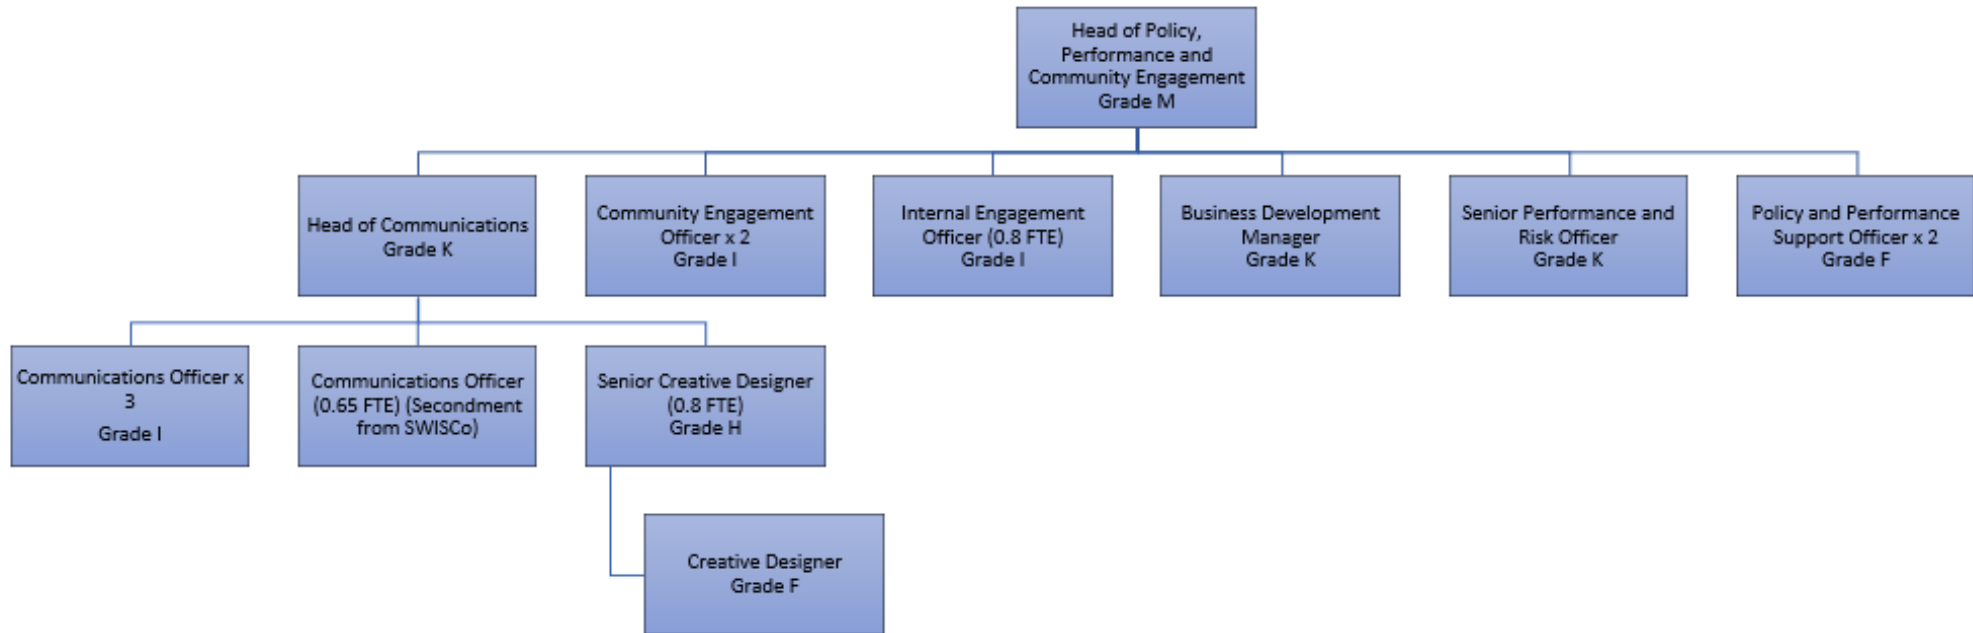 Head of Policy,
Performance and
Community Engagement
Grade M
Head of Communications
Grade K
Community Engagement
Officer x 2
Grade I
Internal Engagement
Officer (0.8 FTE)
Grade I
Business Development
Manager
Grade K
Senior Performance and
Risk Officer
Grade K
Policy and Performance
Support Officer x 2
Grade F
Communications Officer x
3
Grade I
Communications Officer
(0.65 FTE) (Secondment
from SWISCo)
Senior Creative Designer
(0.8 FTE)
Grade H
Creative Designer
Grade F